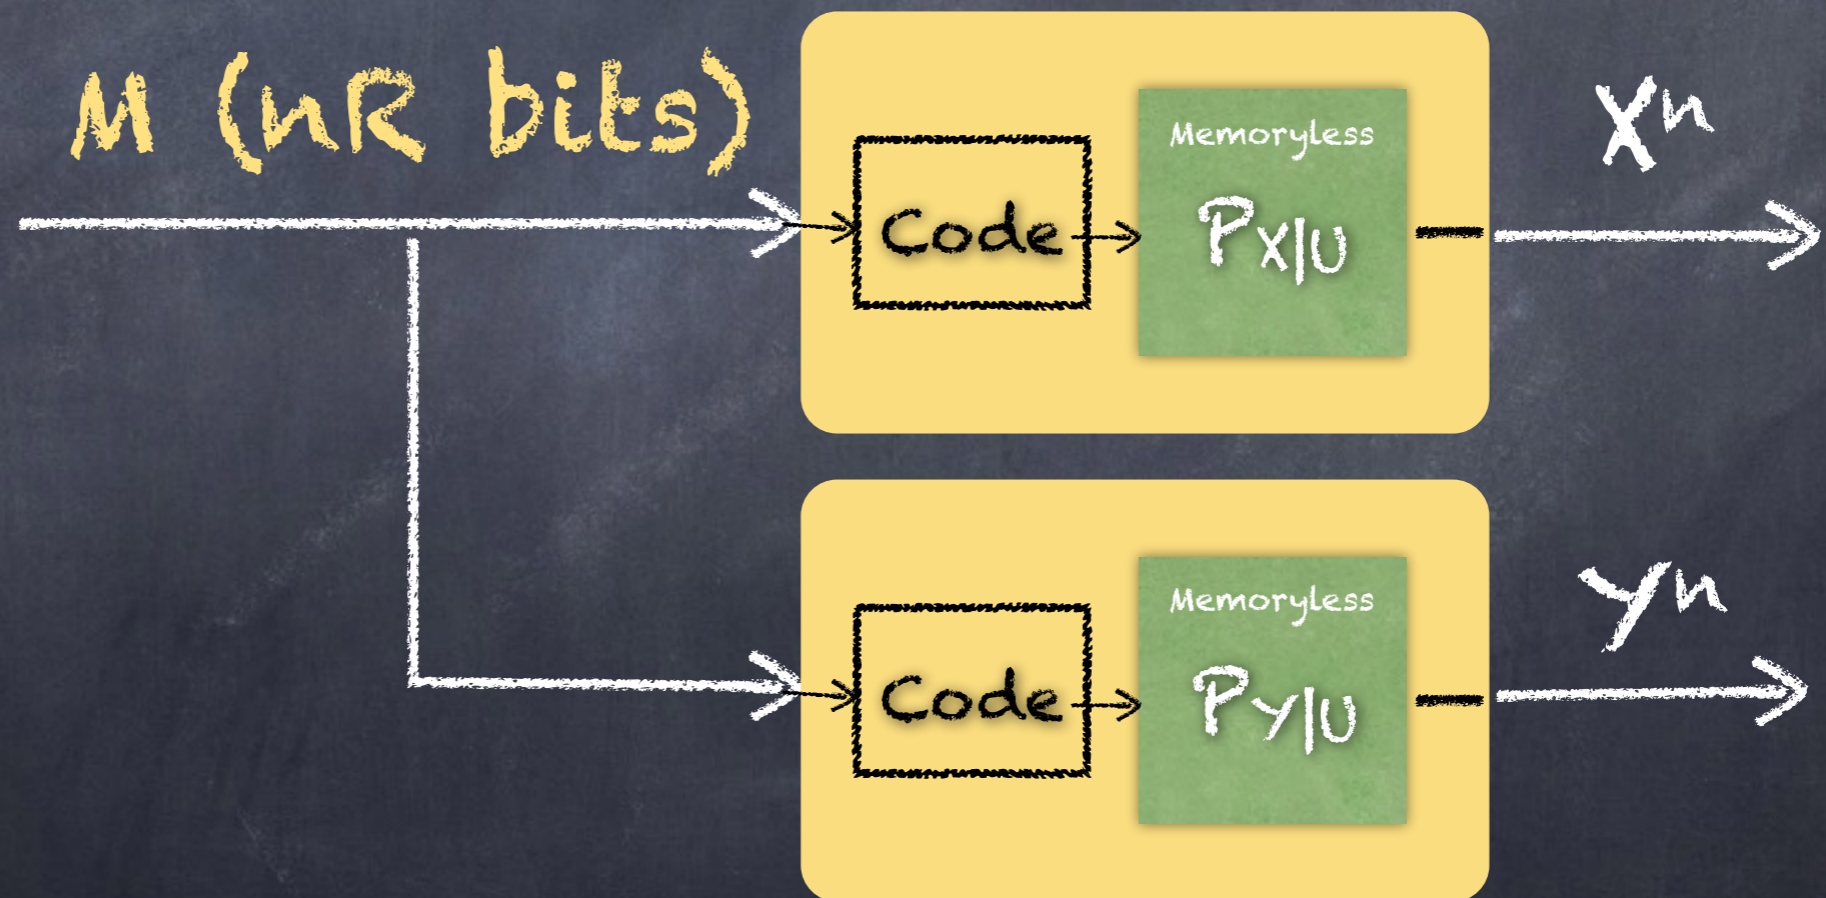 M (nR bits)
Memoryless
Code
PX|U
Xⁿ
Memoryless
Code
PY|U
Yⁿ